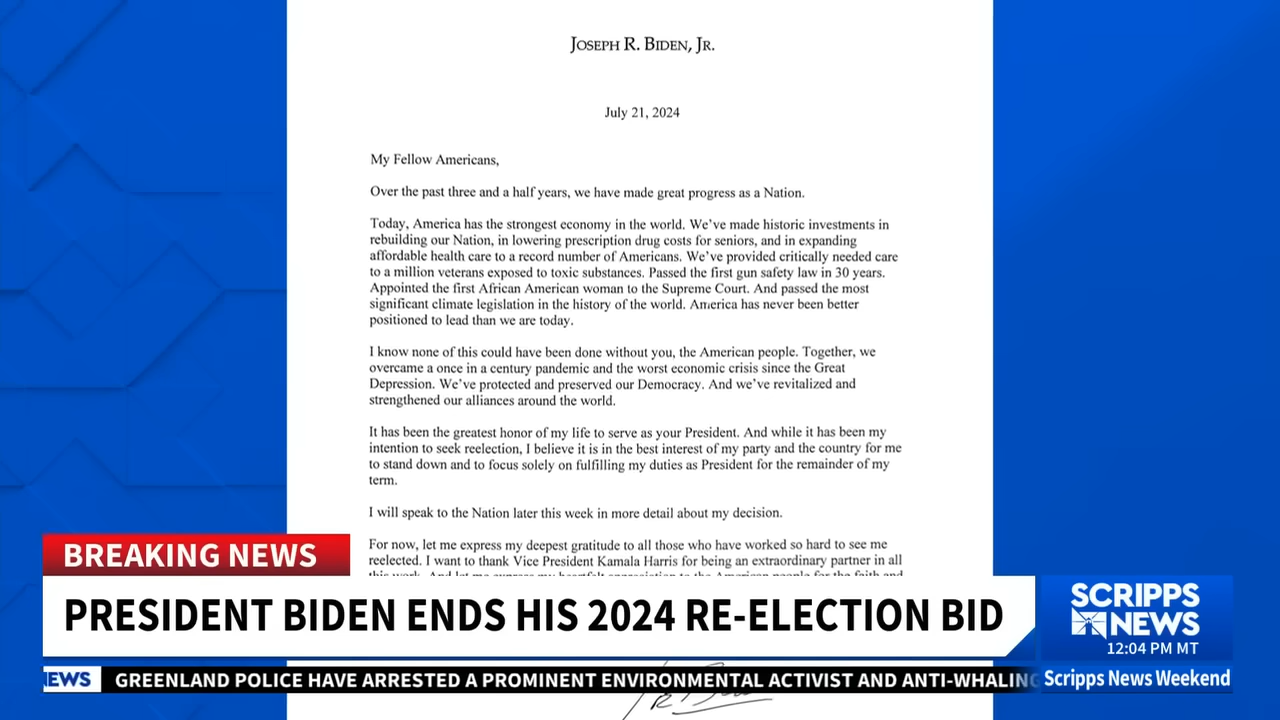 JOSEPH R. BIDEN, JR.
July 21, 2024
My Fellow Americans,
Over the past three and a half years, we have made great progress as a Nation.
Today, America has the strongest economy in the world. We've made historic investments in
rebuilding our Nation, in lowering prescription drug costs for seniors, and in expanding
affordable health care to a record number of Americans. We've provided critically needed care
to a million veterans exposed to toxic substances. Passed the first gun safety law in 30 years.
Appointed the first African American woman to the Supreme Court. And passed the most
significant climate legislation in the history of the world. America has never been better
positioned to lead than we are today.
I know none of this could have been done without you, the American people. Together, we
overcame a once in a century pandemic and the worst economic crisis since the Great
Depression. We've protected and preserved our Democracy. And we've revitalized and
strengthened our alliances around the world.
It has been the greatest honor of my life to serve as your President. And while it has been my
intention to seek reelection, I believe it is in the best interest of my party and the country for me
to stand down and to focus solely on fulfilling my duties as President for the remainder of my
term.
I will speak to the Nation later this week in more detail about my decision.
For now, let me express my deepest gratitude to all those who have worked so hard to see me
reelected. I want to thank Vice President Kamala Harris for being an extraordinary partner in all
BREAKING NEWS
PRESIDENT BIDEN ENDS HIS 2024 RE-ELECTION BID
SCRIPPS
NEWS
12:04 PM MT
EWS GREENLAND POLICE HAVE ARRESTED A PROMINENT ENVIRONMENTAL ACTIVIST AND ANTI-WHALING
Scripps News Weekend